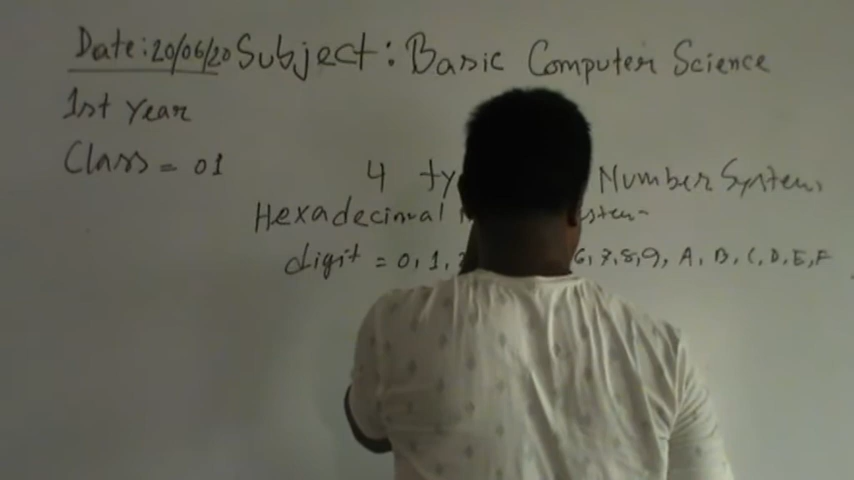 Date: 20/06/20 Subject: Basic Computer Science
1st Year
Class = 01
4 Number System
Hexadecimal
digit = 0, 1, 6, 7, 8, 9, A, B, C, D, E, F